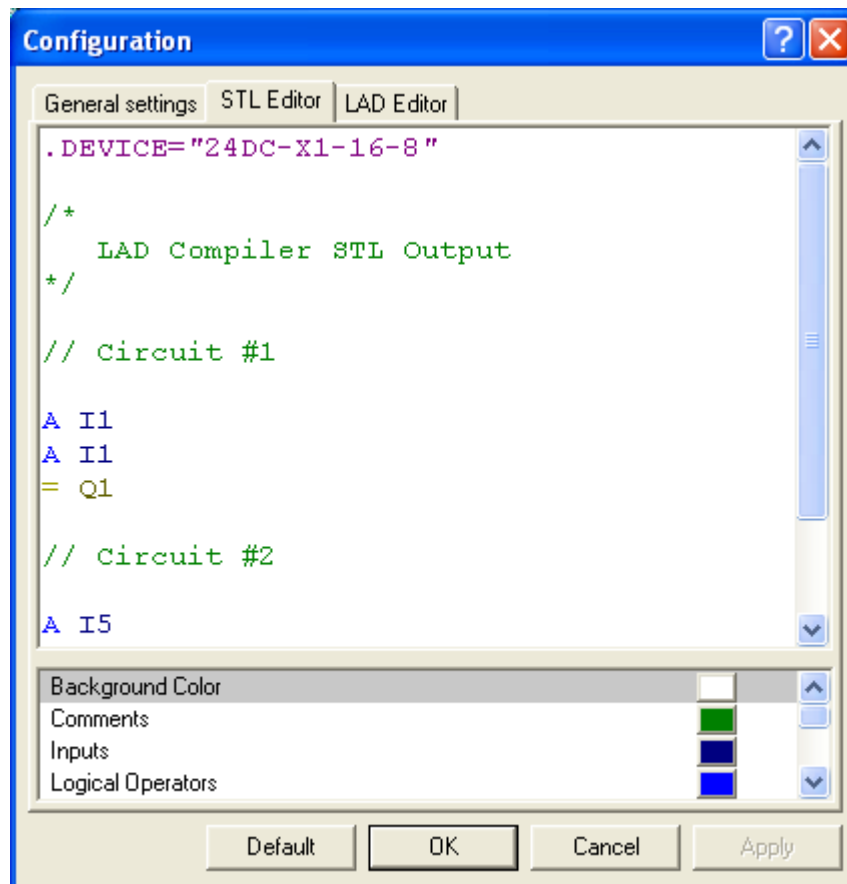 Configuration
General settings STL Editor LAD Editor
.DEVICE="24DC-X1-16-8"
/*
LAD Compiler STL Output
*/
// Circuit #1
A I1
A I1
= Q1
// Circuit #2
A I5
Background Color
Comments
Inputs
Logical Operators
Default OK Cancel Apply